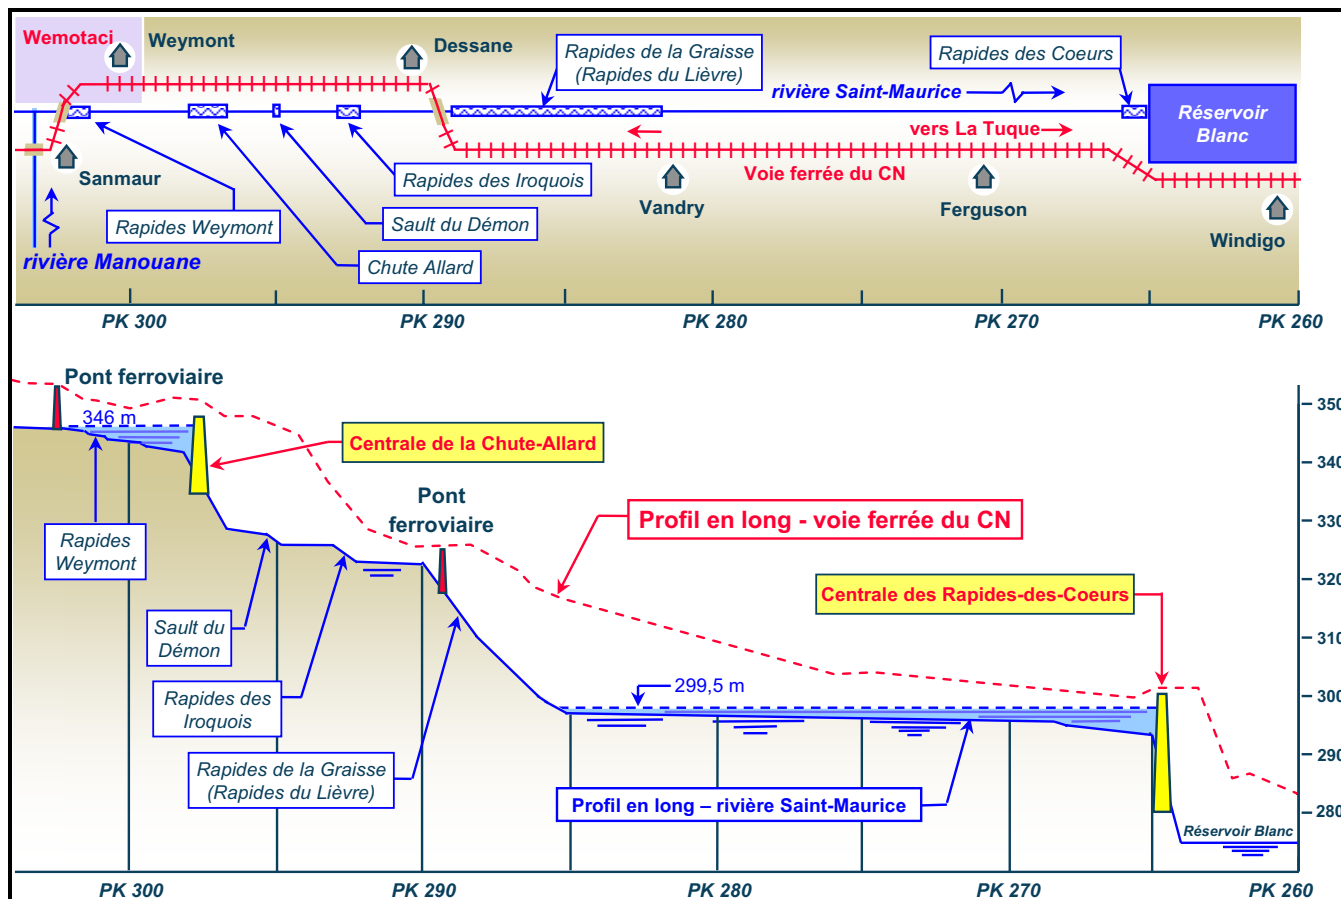 Wemotaci
Weymont
Dessane
Rapides de la Graisse
(Rapides du Lièvre)
Rapides des Coeurs
rivière Saint-Maurice
Réservoir
Blanc
vers La Tuque
Sanmaur
Rapides des Iroquois
Voie ferrée du CN
Vandry
Ferguson
Rapides Weymont
Sault du Démon
Windigo
rivière Manouane
Chute Allard
PK 300
PK 290
PK 280
PK 270
PK 260
Pont ferroviaire
346 m
Centrale de la Chute-Allard
Pont
ferroviaire
Profil en long - voie ferrée du CN
Rapides
Weymont
Centrale des Rapides-des-Coeurs
Sault du
Démon
Rapides des
Iroquois
299,5 m
Rapides de la Graisse
(Rapides du Lièvre)
Profil en long – rivière Saint-Maurice
Réservoir Blanc
350
340
330
320
310
300
290
280
PK 300
PK 290
PK 280
PK 270
PK 260